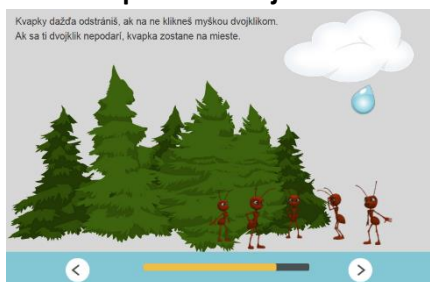 Kvapky dažďa odstrániš, ak na ne klikneš myškou dvojklikom.
Ak sa ti dvojklik nepodarí, kvapka zostane na mieste.